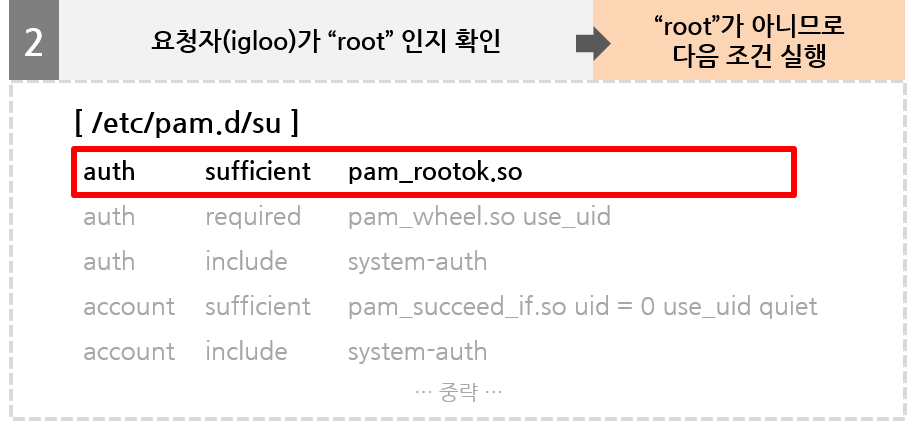 2
요청자(igloo)가 “root” 인지 확인
“root”가 아니므로
다음 조건 실행
[ /etc/pam.d/su ]
auth sufficient pam_rootok.so
auth required pam_wheel.so use_uid
auth include system-auth
account sufficient pam_succeed_if.so uid = 0 use_uid quiet
account include system-auth
… 중략 …